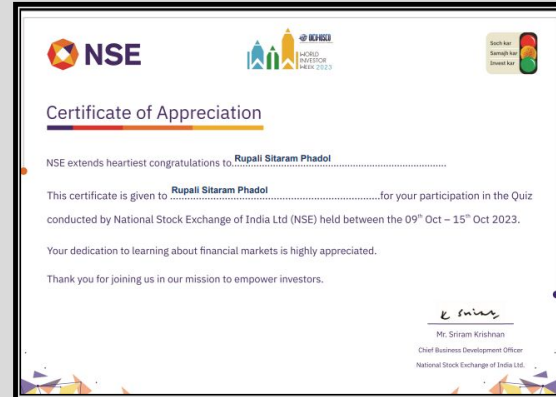 NSE
IOSCO
WORLD
INVESTOR
WEEK 2023
Soch kar
Samajh kar
Invest kar
Certificate of Appreciation
NSE extends heartiest congratulations to. Rupali Sitaram Phadol
This certificate is given to Rupali Sitaram Phadol for your participation in the Quiz
conducted by National Stock Exchange of India Ltd (NSE) held between the 09th Oct – 15th Oct 2023.
Your dedication to learning about financial markets is highly appreciated.
Thank you for joining us in our mission to empower investors.
Mr. Sriram Krishnan
Chief Business Development Officer
National Stock Exchange of India Ltd.